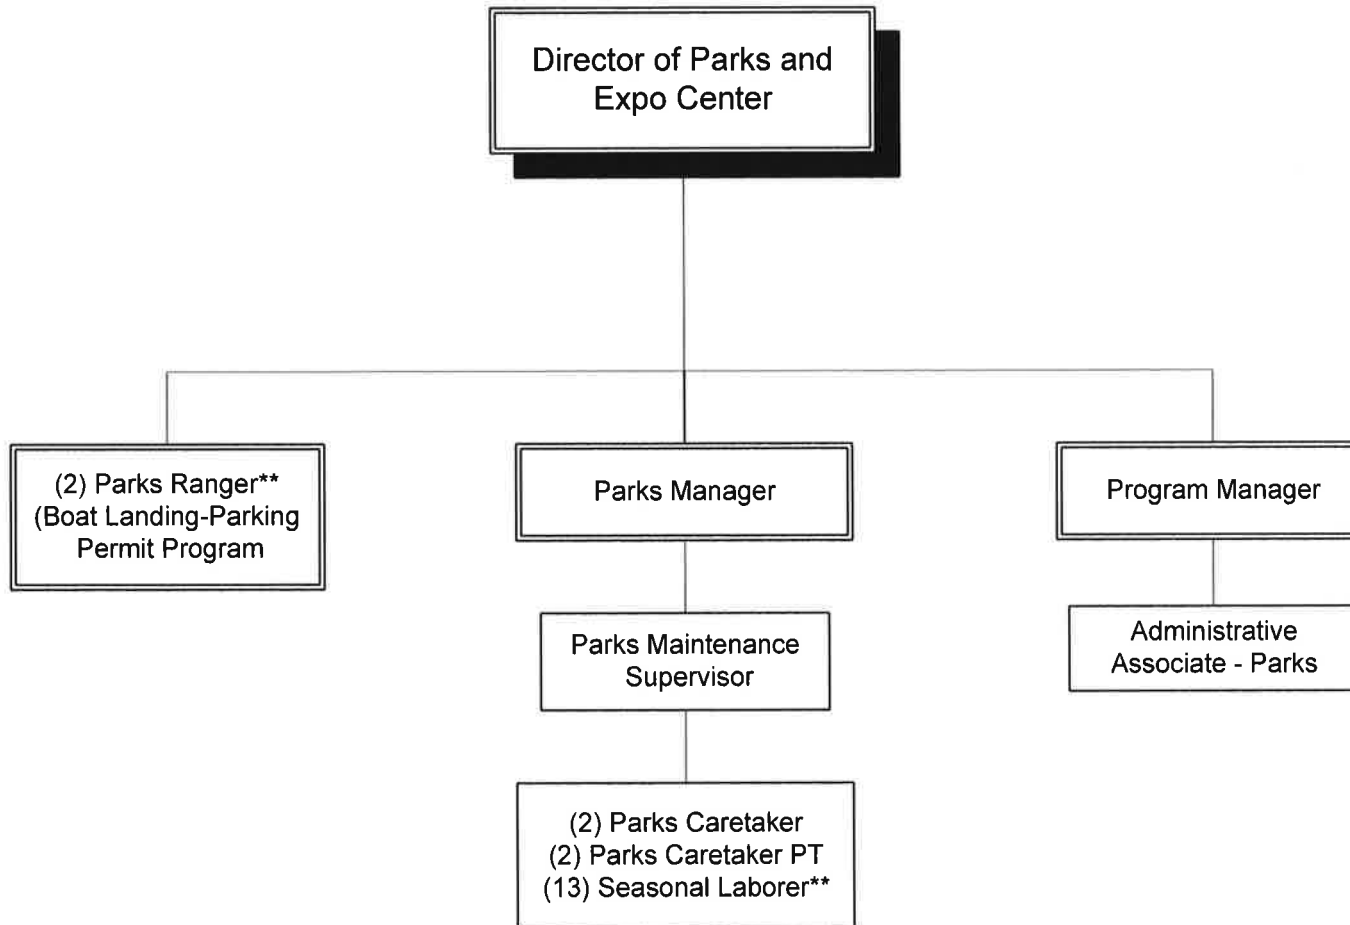 Director of Parks and
Expo Center
(2) Parks Ranger**
(Boat Landing-Parking
Permit Program
Parks Manager
Program Manager
Parks Maintenance
Supervisor
Administrative
Associate - Parks
(2) Parks Caretaker
(2) Parks Caretaker PT
(13) Seasonal Laborer**